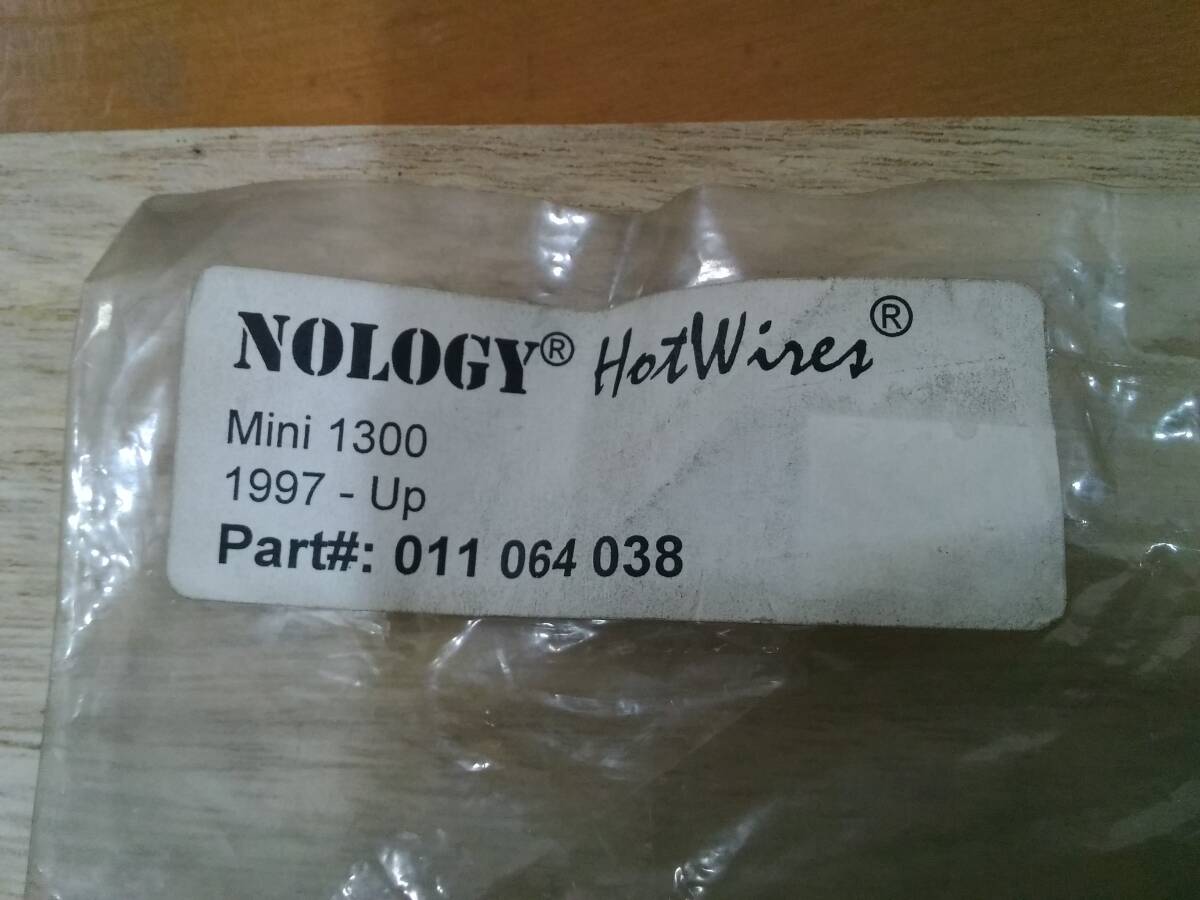 NOLOGY® HotWires®
Mini 1300
1997 - Up
Part#: 011 064 038